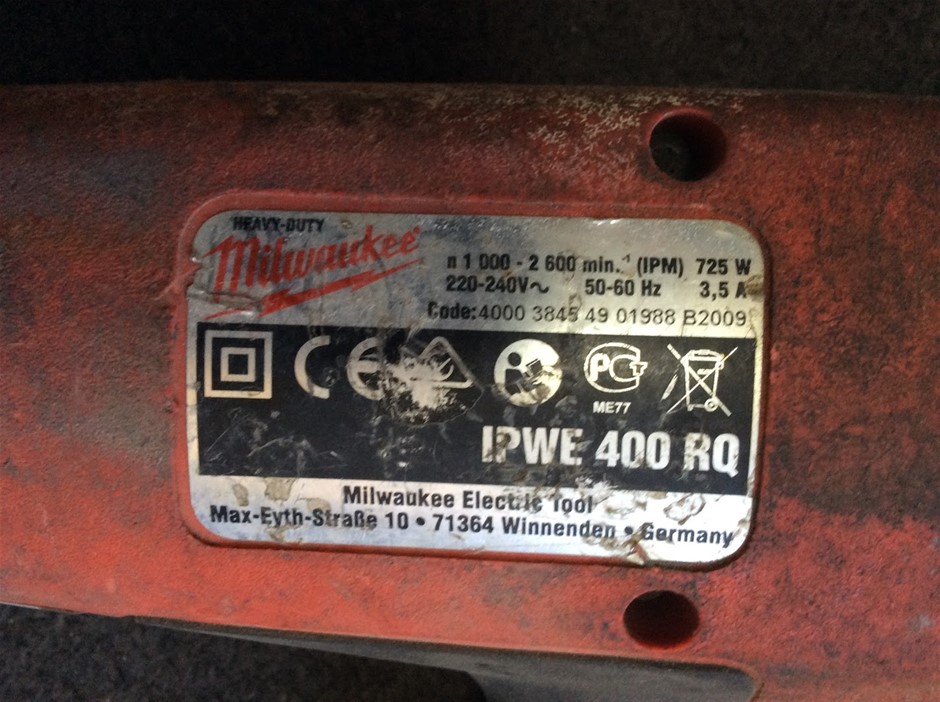 HEAVY-DUTY
Milwaukee
n 1 000 - 2 600 min.⁻¹ (IPM) 725 W
220-240V~ 50-60 Hz 3,5 A
Code: 4000 3845 49 01988 B2009
CE
PCT
ME77
IPWE 400 RQ
Milwaukee Electric Tool
Max-Eyth-Straße 10 • 71364 Winnenden • Germany